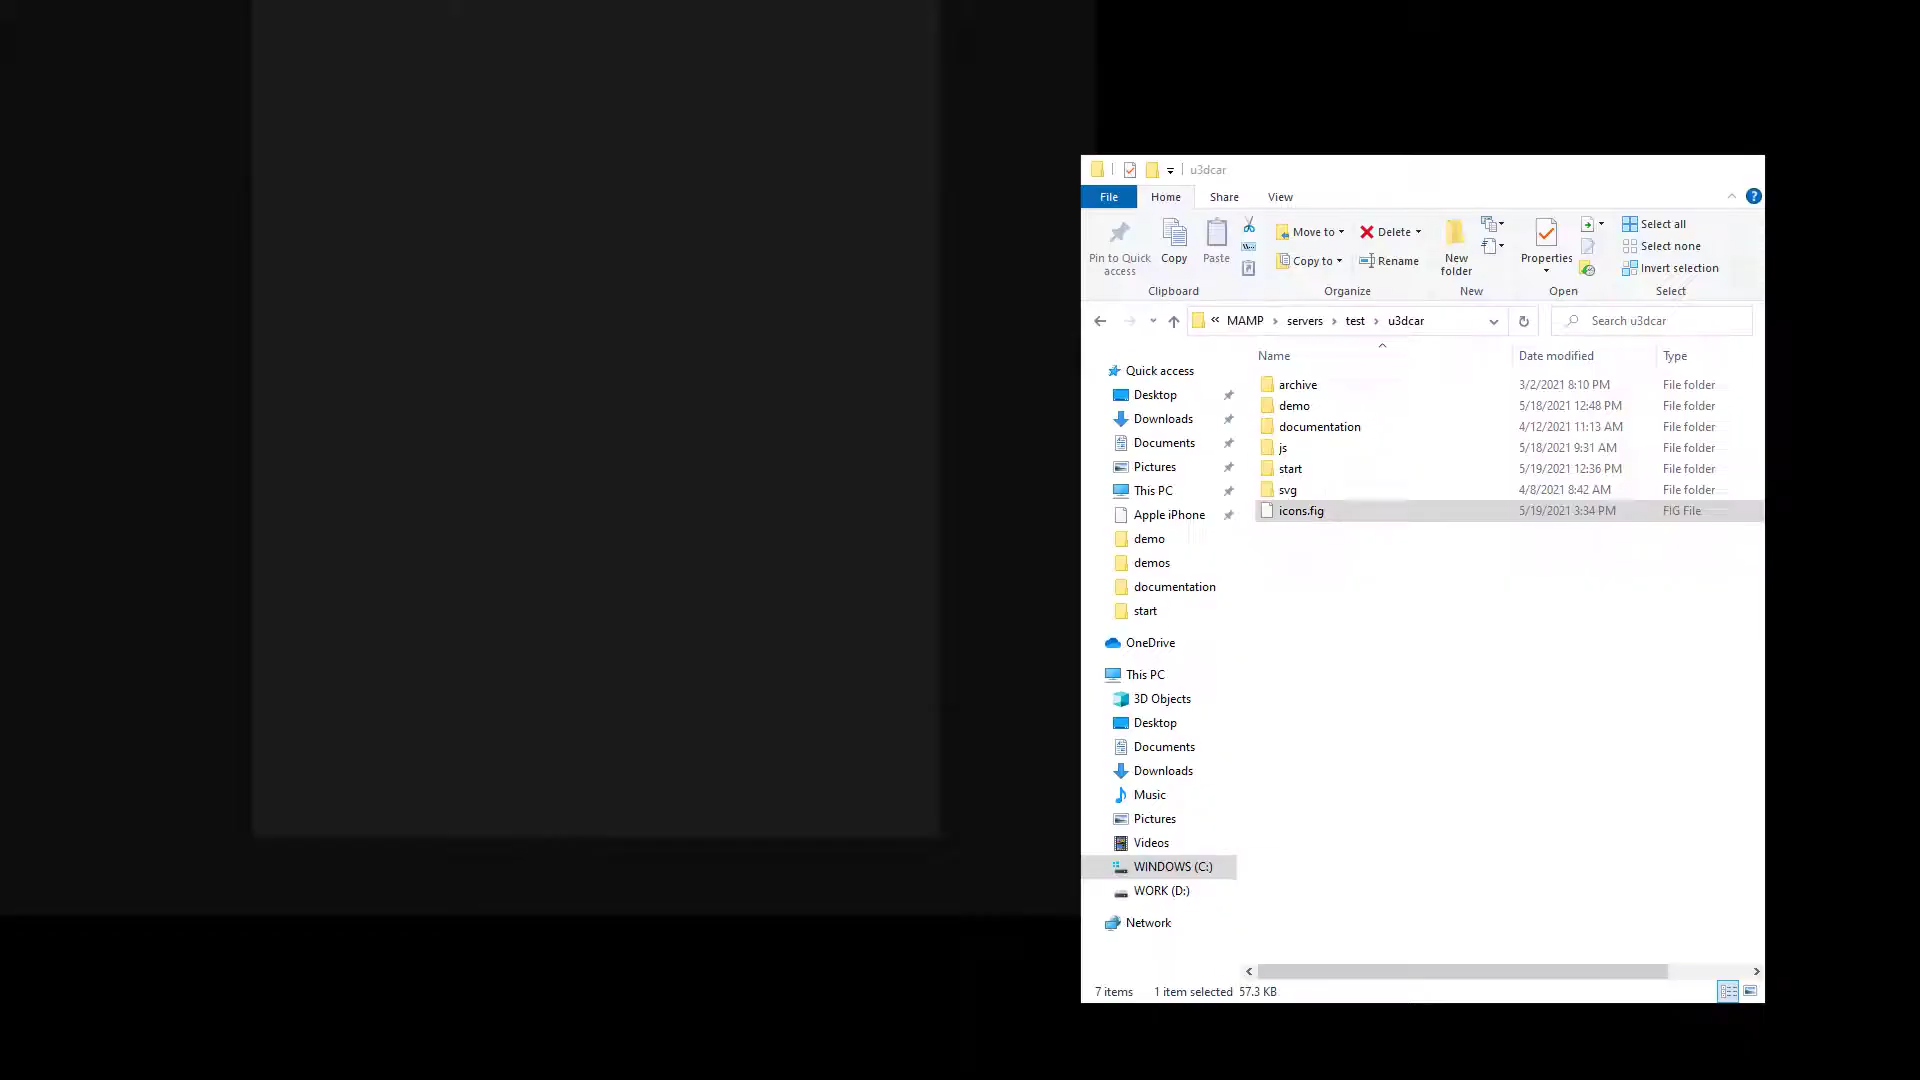 u3dcar
File Home Share View
Pin to Quick access
Copy
Paste
Move to
Copy to
Delete
Rename
New folder
Properties
Select all
Select none
Invert selection
Clipboard Organize New Open Select
« MAMP › servers › test › u3dcar
Search u3dcar
Name Date modified Type
archive 3/2/2021 8:10 PM File folder
demo 5/18/2021 12:48 PM File folder
documentation 4/12/2021 11:13 AM File folder
js 5/18/2021 9:31 AM File folder
start 5/19/2021 12:36 PM File folder
svg 4/8/2021 8:42 AM File folder
icons.fig 5/19/2021 3:34 PM FIG File
Quick access
Desktop
Downloads
Documents
Pictures
This PC
Apple iPhone
demo
demos
documentation
start
OneDrive
This PC
3D Objects
Desktop
Documents
Downloads
Music
Pictures
Videos
WINDOWS (C:)
WORK (D:)
Network
7 items 1 item selected 57.3 KB